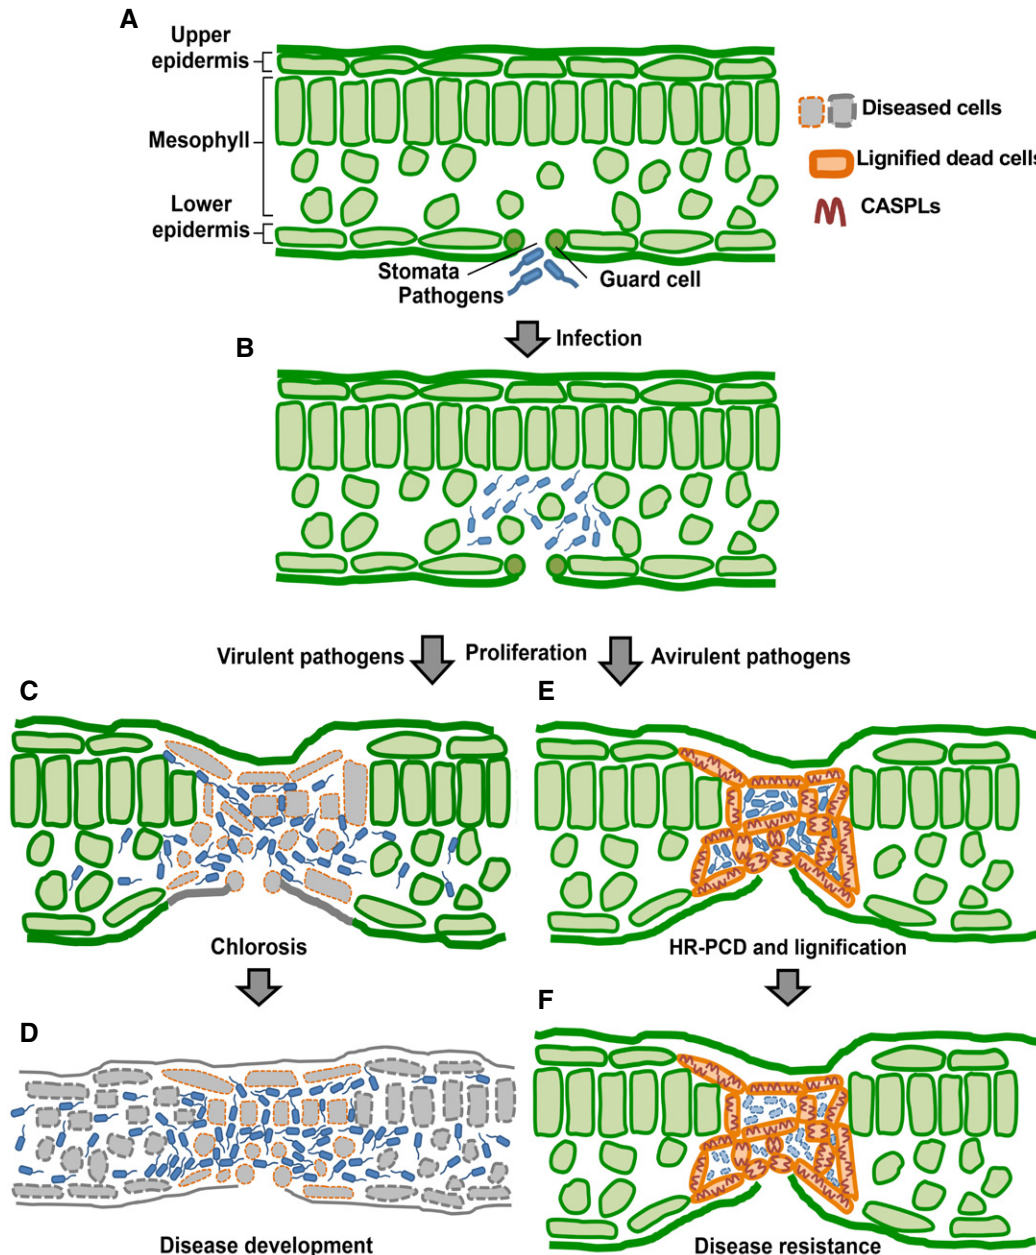 A
Upper
epidermis
Mesophyll
Lower
epidermis
Stomata
Pathogens
Guard cell
Diseased cells
Lignified dead cells
CASPLs
Infection
B
Virulent pathogens
Proliferation
Avirulent pathogens
C
E
Chlorosis
HR-PCD and lignification
D
F
Disease development
Disease resistance